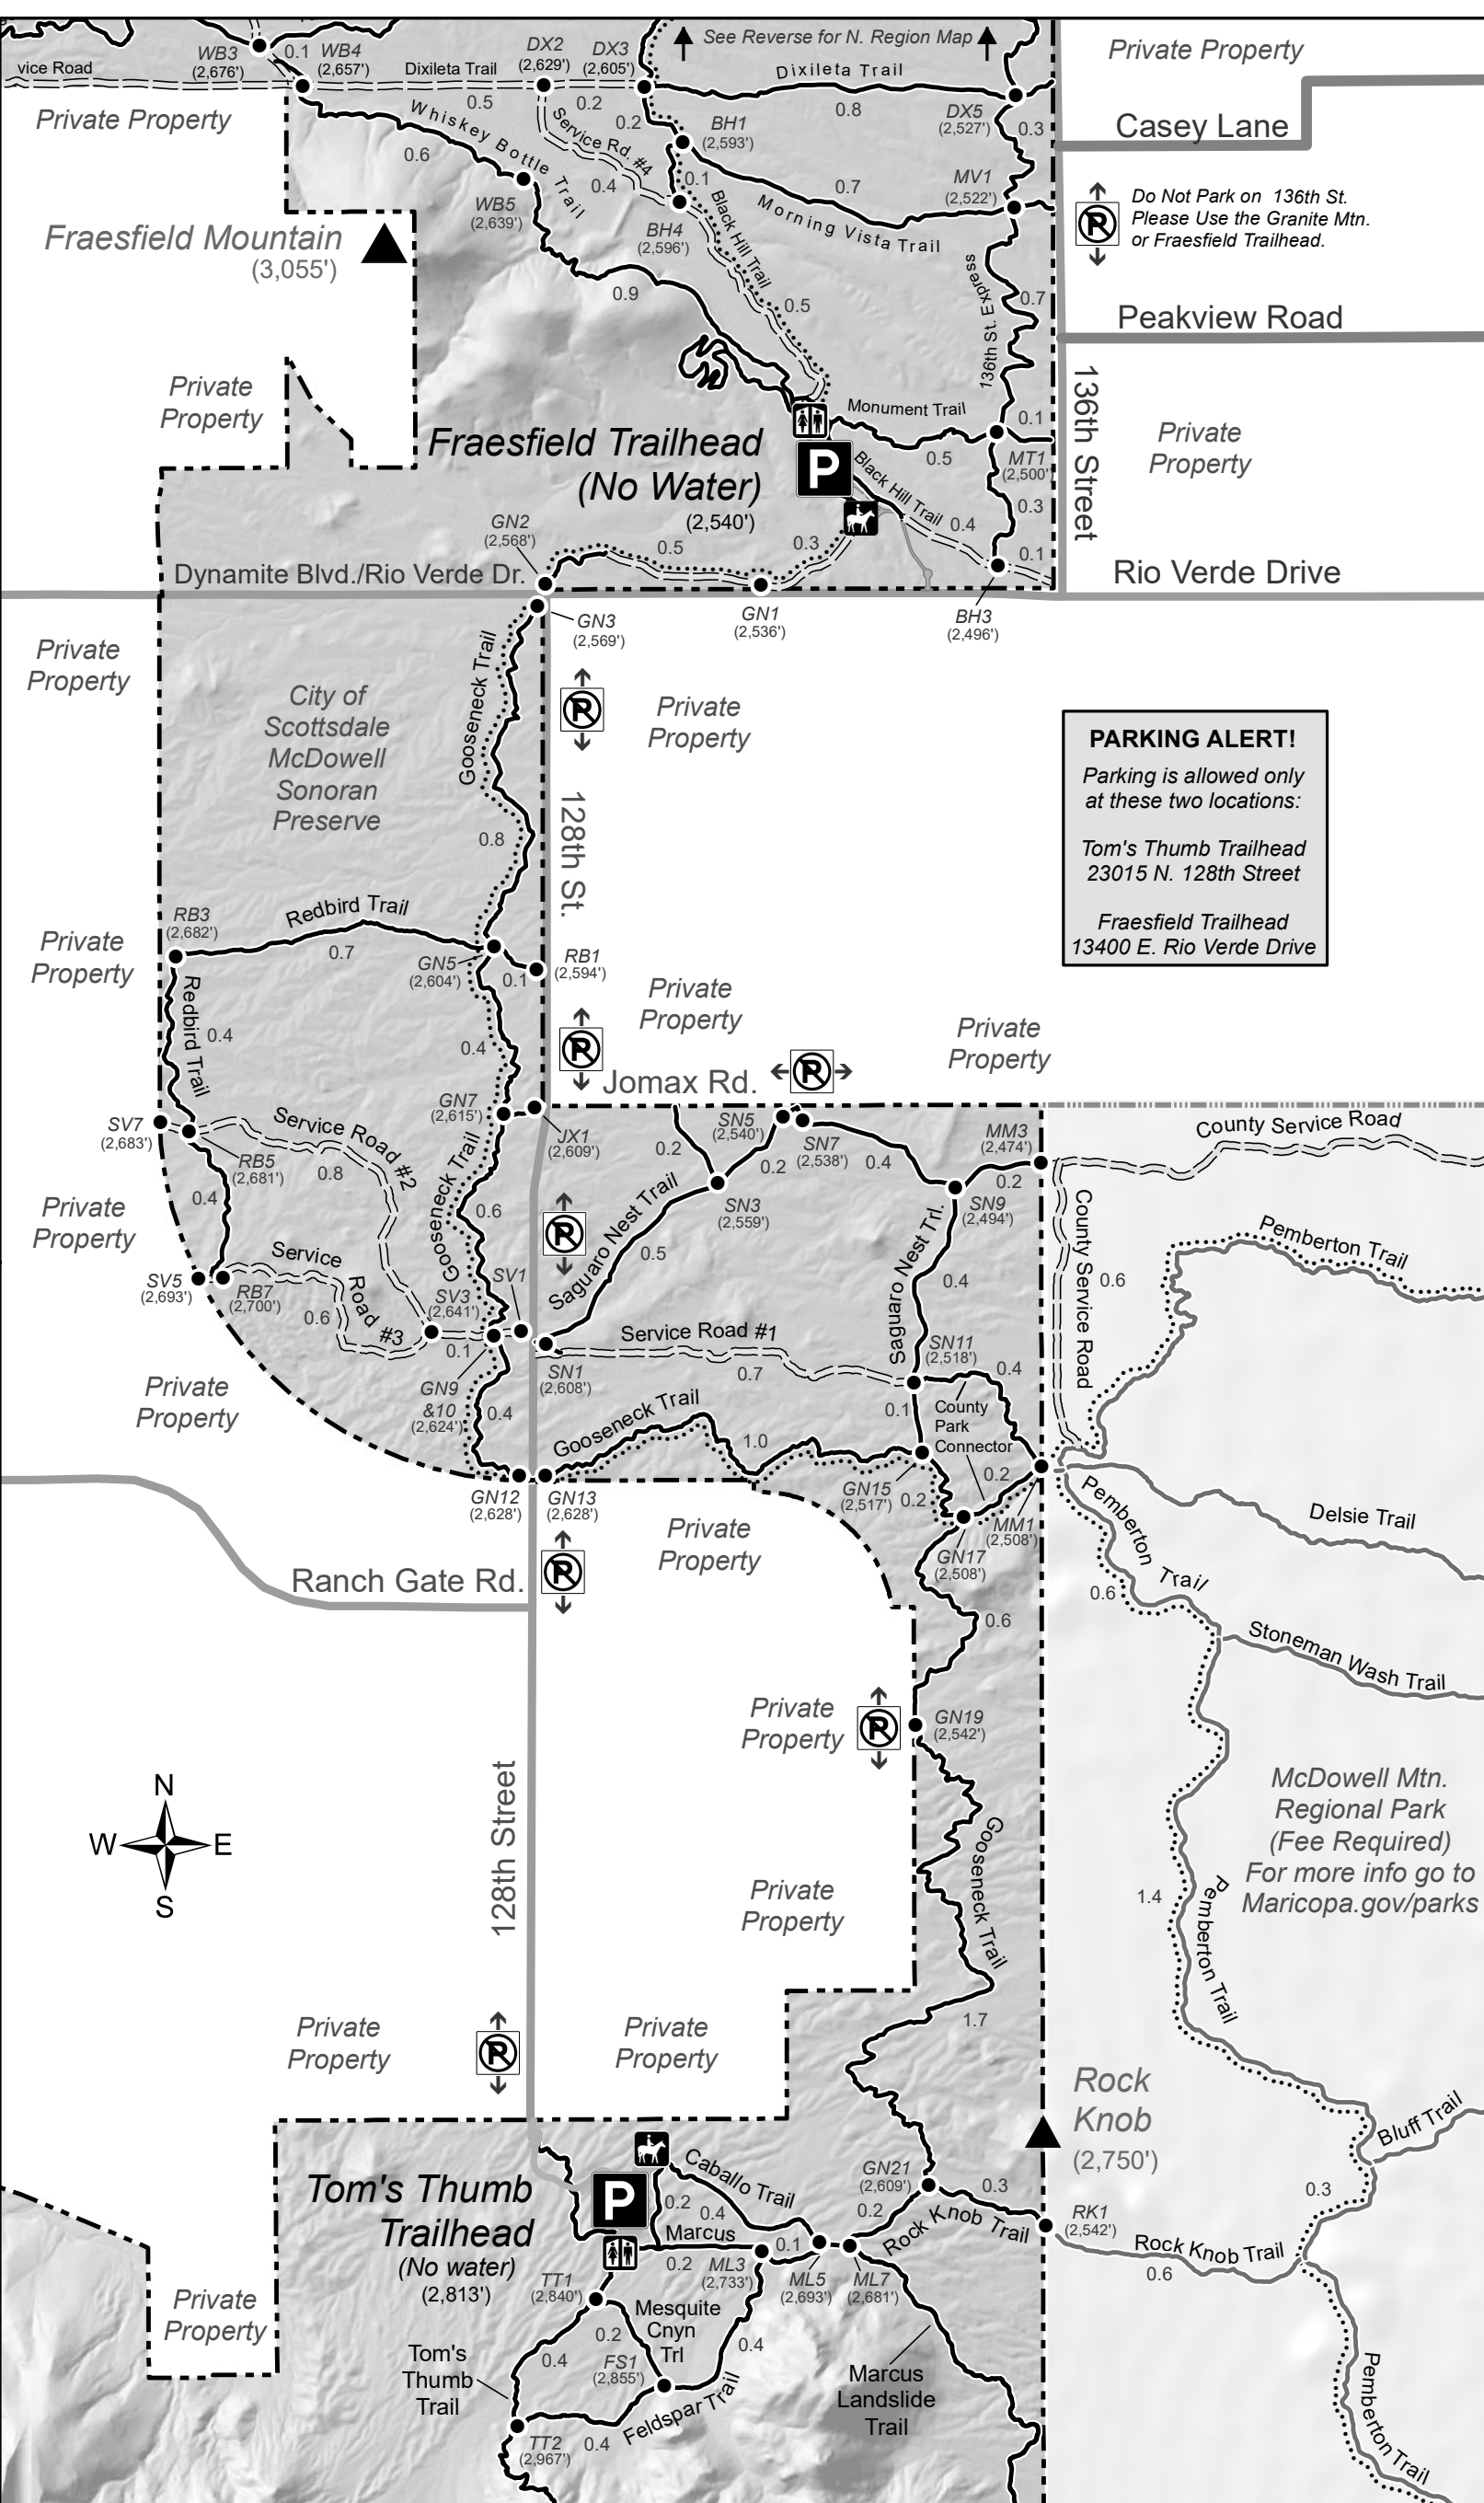 See Reverse for N. Region Map
Private Property
WB3
(2,676')
0.1
WB4
(2,657')
DX2
(2,629')
DX3
(2,605')
vice Road
Dixileta Trail
Dixileta Trail
0.5
0.2
0.8
DX5
(2,527')
0.3
Casey Lane
Private Property
Whiskey Bottle Trail
Service Rd. #4
0.2
BH1
(2,593')
0.6
0.4
0.1
0.7
MV1
(2,522')
WB5
(2,639')
BH4
(2,596')
Black Hill Trail
Morning Vista Trail
Do Not Park on 136th St.
Please Use the Granite Mtn.
or Fraesfield Trailhead.
Fraesfield Mountain
(3,055')
0.9
0.5
136th St. Express
0.7
Peakview Road
Private
Property
136th Street
Monument Trail
0.1
Fraesfield Trailhead
(No Water)
(2,540')
P
0.5
MT1
(2,500'
Private
Property
Black Hill Trail
0.4
0.3
0.1
GN2
(2,568')
0.5
0.3
Dynamite Blvd./Rio Verde Dr.
Rio Verde Drive
GN3
(2,569')
GN1
(2,536')
BH3
(2,496')
Private
Property
City of
Scottsdale
McDowell
Sonoran
Preserve
Gooseneck Trail
P
Private
Property
0.8
128th St.
PARKING ALERT!
Parking is allowed only
at these two locations:
Tom's Thumb Trailhead
23015 N. 128th Street
Fraesfield Trailhead
13400 E. Rio Verde Drive
RB3
(2,682')
Redbird Trail
0.7
GN5
(2,604')
0.1
RB1
(2,594')
Private
Property
Redbird Trail
0.4
0.4
Private
Property
P
Jomax Rd.
P
Private
Property
SV7
(2,683')
RB5
(2,681')
Service Road #2
0.8
GN7
(2,615')
JX1
(2,609')
0.2
SN5
(2,540')
SN7
(2,538')
0.2
0.4
MM3
(2,474')
0.2
County Service Road
Private
Property
0.4
Gooseneck Trail
0.6
P
SN3
(2,559')
SN9
(2,494')
Saguaro Nest Trail
0.5
Saguaro Nest Trl.
0.4
County Service Road
0.6
Pemberton Trail
SV5
(2,693')
RB7
(2,700')
Service
Road #3
0.6
SV3
(2,641')
SV1
0.1
Service Road #1
0.7
SN1
(2,608')
SN11
(2,518')
0.4
Private
Property
GN9
&10
(2,624')
0.4
Gooseneck Trail
1.0
0.1
County
Park
Connector
0.2
GN12
(2,628')
GN13
(2,628')
GN15
(2,517')
0.2
GN17
(2,508')
MM1
(2,508')
Pemberton Trail
0.6
Delsie Trail
Private
Property
Ranch Gate Rd.
P
0.6
Stoneman Wash Trail
Private
Property
P
GN19
(2,542')
128th Street
N
W
E
S
Gooseneck Trail
McDowell Mtn.
Regional Park
(Fee Required)
For more info go to
Maricopa.gov/parks
Private
Property
1.4
Pemberton Trail
Private
Property
P
Private
Property
1.7
Rock
Knob
(2,750')
Bluff Trail
Tom's Thumb
Trailhead
(No water)
(2,813')
P
Caballo Trail
0.2
0.4
GN21
(2,609')
0.3
0.3
0.2
Rock Knob Trail
RK1
(2,542')
Marcus
0.2
0.1
Rock Knob Trail
0.6
ML3
(2,733')
ML5
(2,693')
ML7
(2,681')
TT1
(2,840')
Mesquite
Cnyn
Trl
0.2
0.4
0.4
Private
Property
Tom's
Thumb
Trail
FS1
(2,855')
Feldspar Trail
Marcus
Landslide
Trail
TT2
(2,967')
0.4
Pemberton Trail